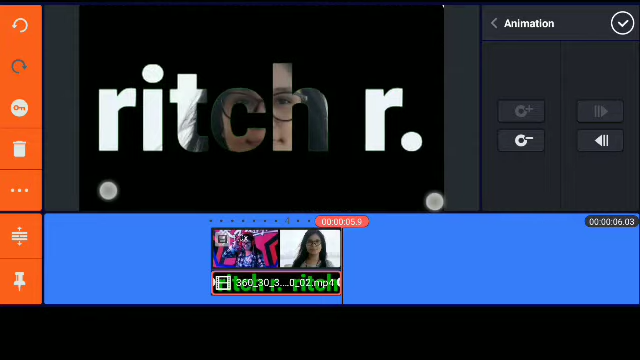 Animation
ritch r.
00:00:05.9
00:00:06.03
360_30_3....0_02.mp4